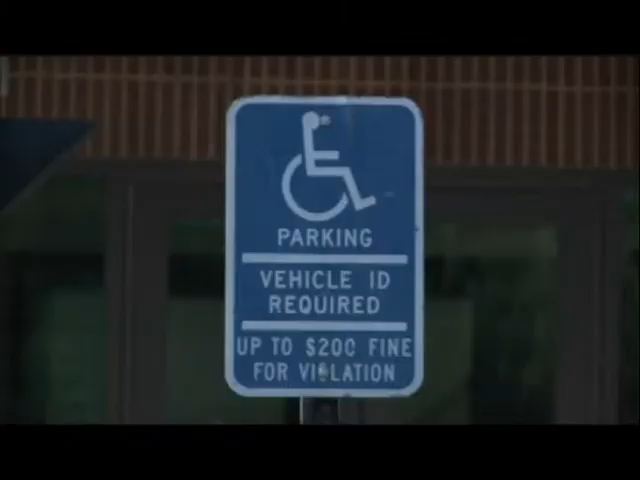 PARKING
VEHICLE ID
REQUIRED
UP TO $200 FINE
FOR VIOLATION